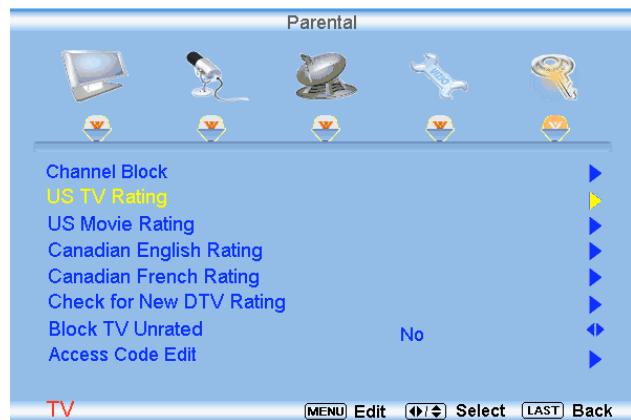 Parental
VIZIO
Channel Block
US TV Rating
US Movie Rating
Canadian English Rating
Canadian French Rating
Check for New DTV Rating
Block TV Unrated No
Access Code Edit
TV MENU Edit / Select LAST Back